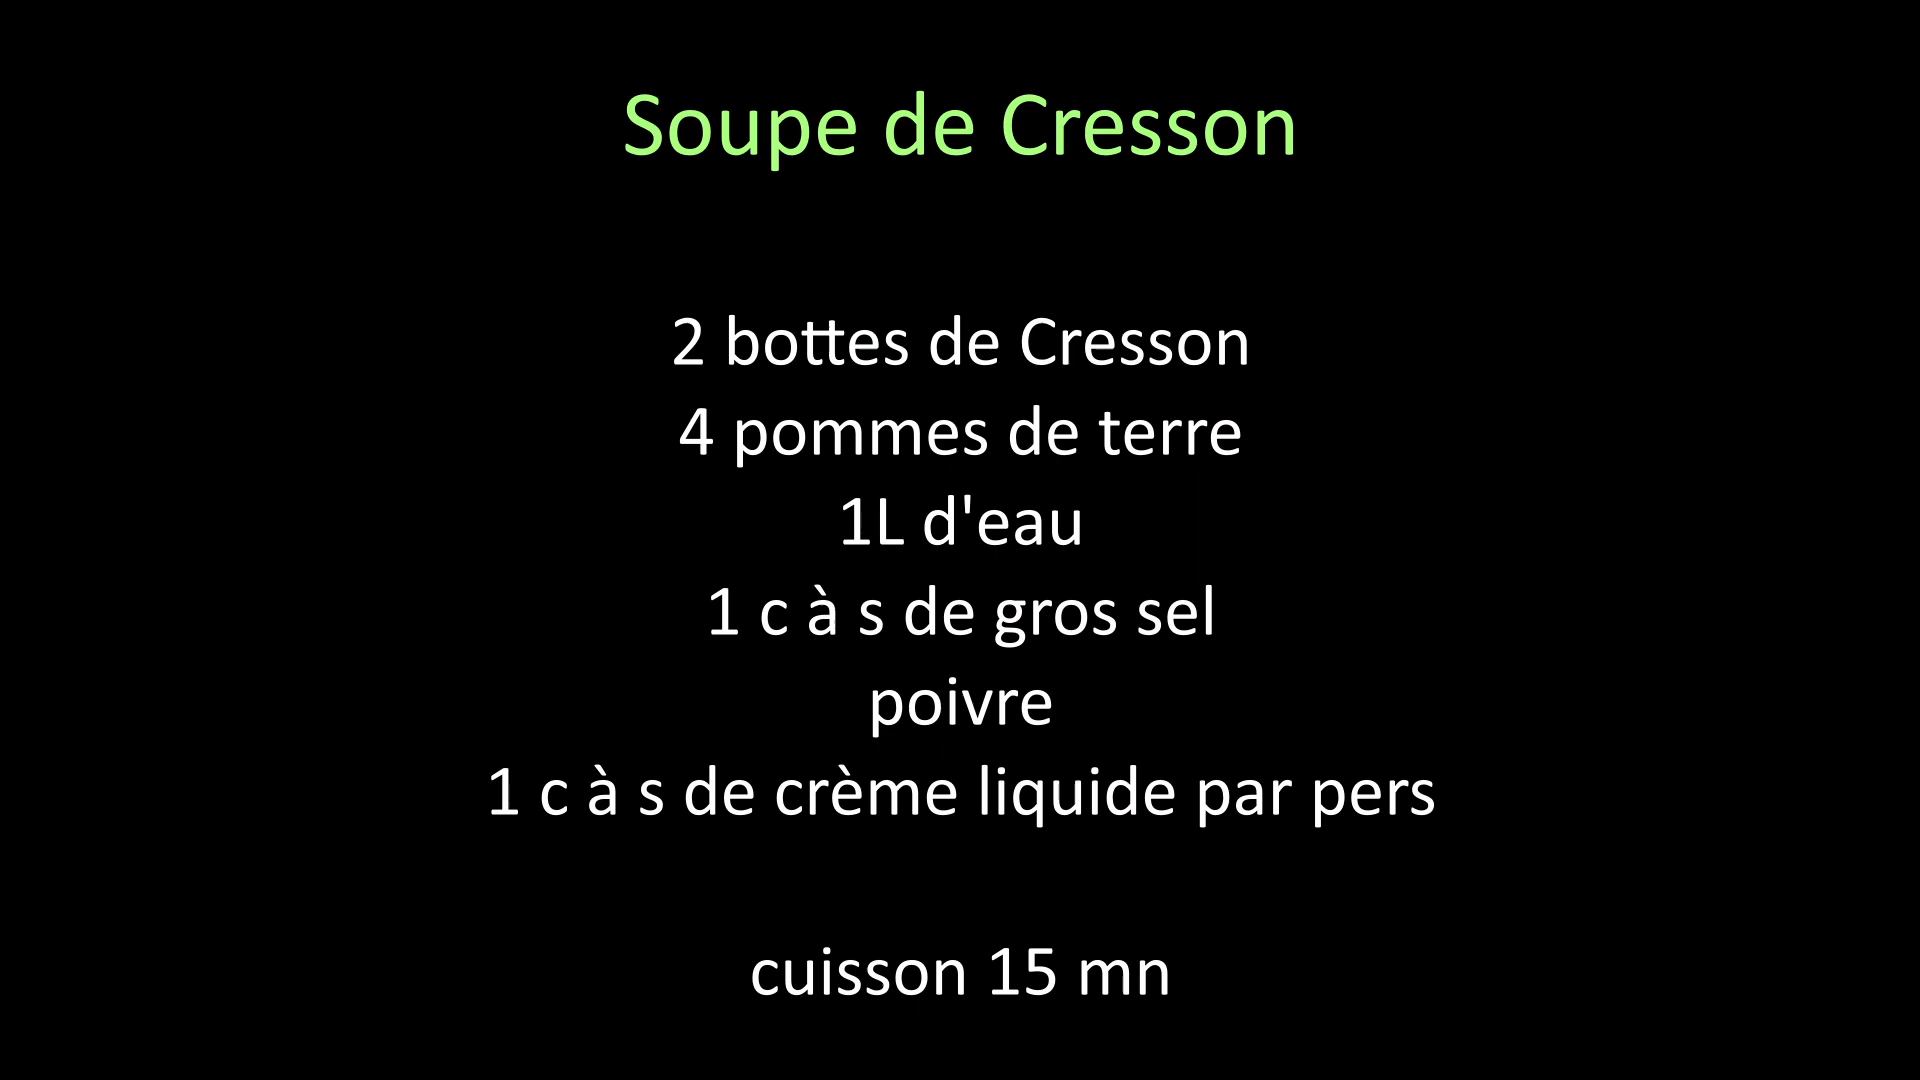 Soupe de Cresson
2 bottes de Cresson
4 pommes de terre
1L d'eau
1 c à s de gros sel
poivre
1 c à s de crème liquide par pers
cuisson 15 mn